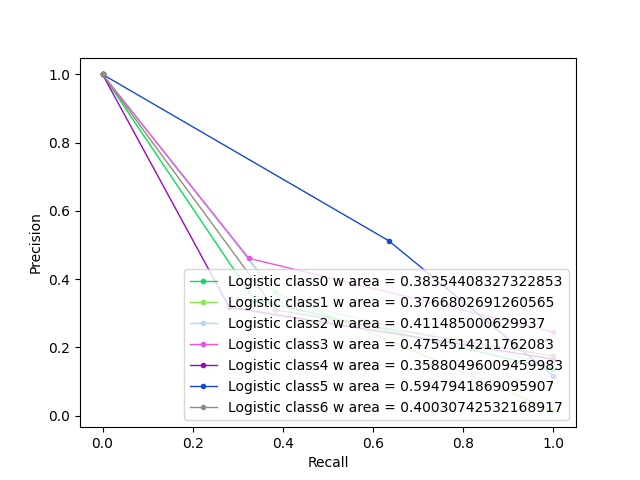 1.0
0.8
0.6
0.4
0.2
0.0
Precision
Logistic class0 w area = 0.38354408327322853
Logistic class1 w area = 0.3766802691260565
Logistic class2 w area = 0.411485000629937
Logistic class3 w area = 0.4754514211762083
Logistic class4 w area = 0.35880496009459983
Logistic class5 w area = 0.5947941869095907
Logistic class6 w area = 0.40030742532168917
0.0 0.2 0.4 0.6 0.8 1.0
Recall